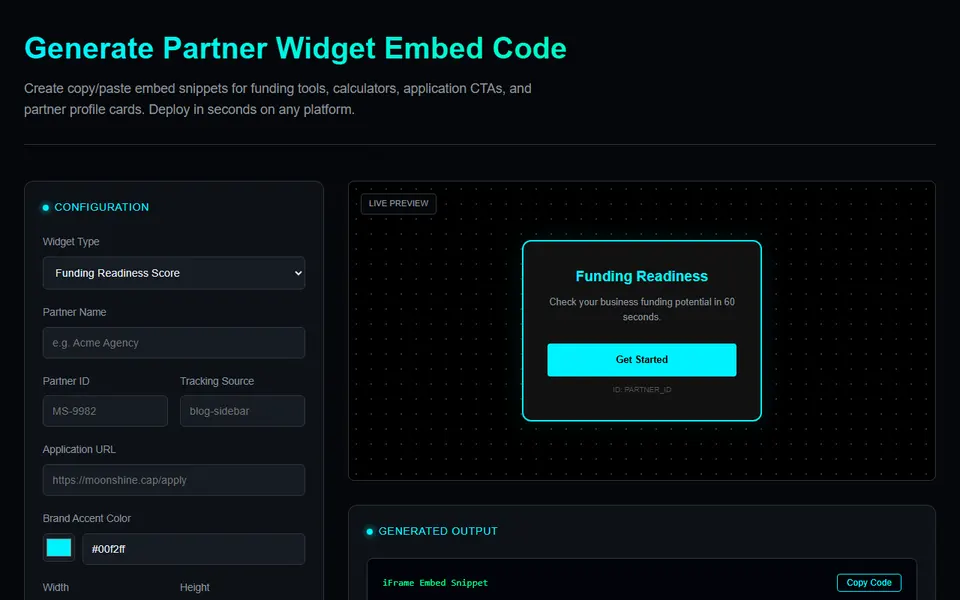 Generate Partner Widget Embed Code
Create copy/paste embed snippets for funding tools, calculators, application CTAs, and
partner profile cards. Deploy in seconds on any platform.
CONFIGURATION
Widget Type
Funding Readiness Score
Partner Name
e.g. Acme Agency
Partner ID
Tracking Source
MS-9982
blog-sidebar
Application URL
https://moonshine.cap/apply
Brand Accent Color
#00f2ff
Width
Height
LIVE PREVIEW
Funding Readiness
Check your business funding potential in 60
seconds.
Get Started
ID: PARTNER_ID
GENERATED OUTPUT
iFrame Embed Snippet
Copy Code